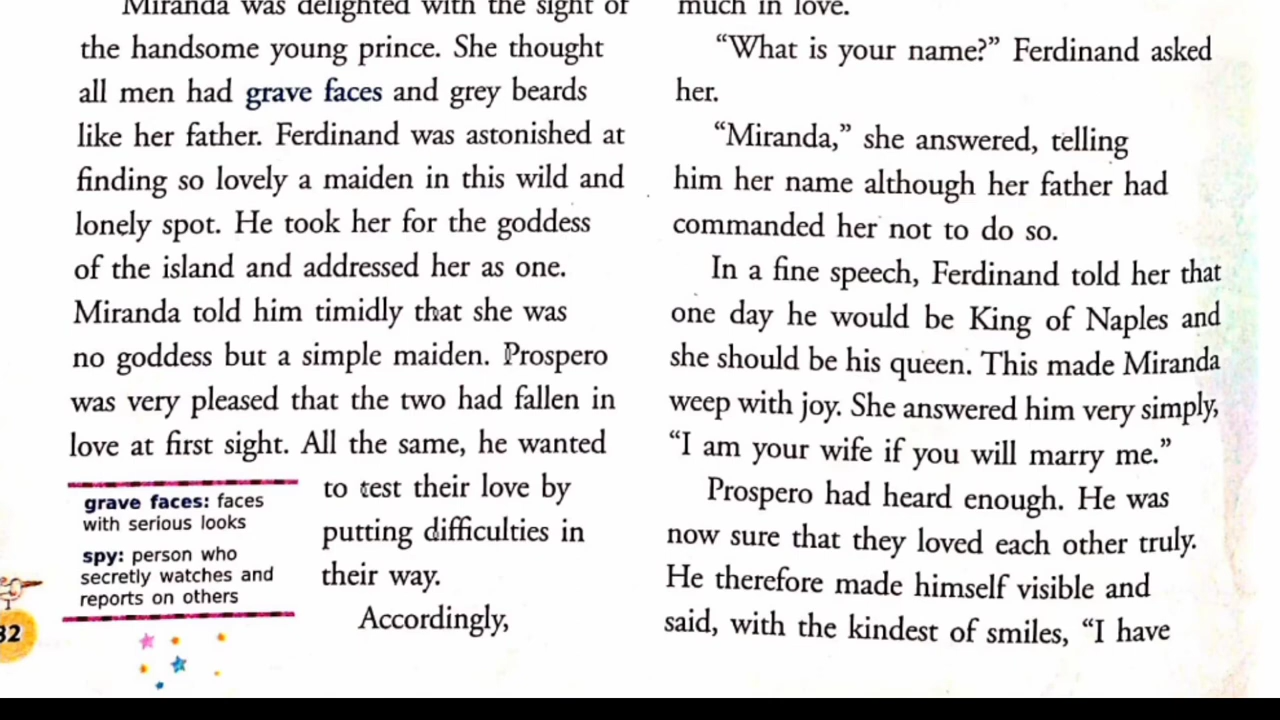 Miranda was delighted with the sight of
the handsome young prince. She thought
all men had grave faces and grey beards
like her father. Ferdinand was astonished at
finding so lovely a maiden in this wild and
lonely spot. He took her for the goddess
of the island and addressed her as one.
Miranda told him timidly that she was
no goddess but a simple maiden. Prospero
was very pleased that the two had fallen in
love at first sight. All the same, he wanted
to test their love by
putting difficulties in
their way.
Accordingly,
grave faces: faces
with serious looks
spy: person who
secretly watches and
reports on others
32
much in love.
“What is your name?” Ferdinand asked
her.
“Miranda,” she answered, telling
him her name although her father had
commanded her not to do so.
In a fine speech, Ferdinand told her that
one day he would be King of Naples and
she should be his queen. This made Miranda
weep with joy. She answered him very simply,
“I am your wife if you will marry me.”
Prospero had heard enough. He was
now sure that they loved each other truly.
He therefore made himself visible and
said, with the kindest of smiles, “I have